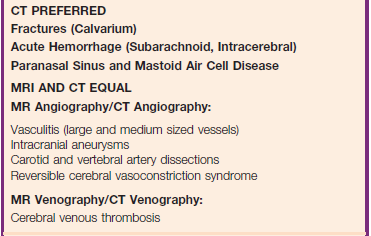 CT PREFERRED
Fractures (Calvarium)
Acute Hemorrhage (Subarachnoid, Intracerebral)
Paranasal Sinus and Mastoid Air Cell Disease
MRI AND CT EQUAL
MR Angiography/CT Angiography:
Vasculitis (large and medium sized vessels)
Intracranial aneurysms
Carotid and vertebral artery dissections
Reversible cerebral vasoconstriction syndrome
MR Venography/CT Venography:
Cerebral venous thrombosis